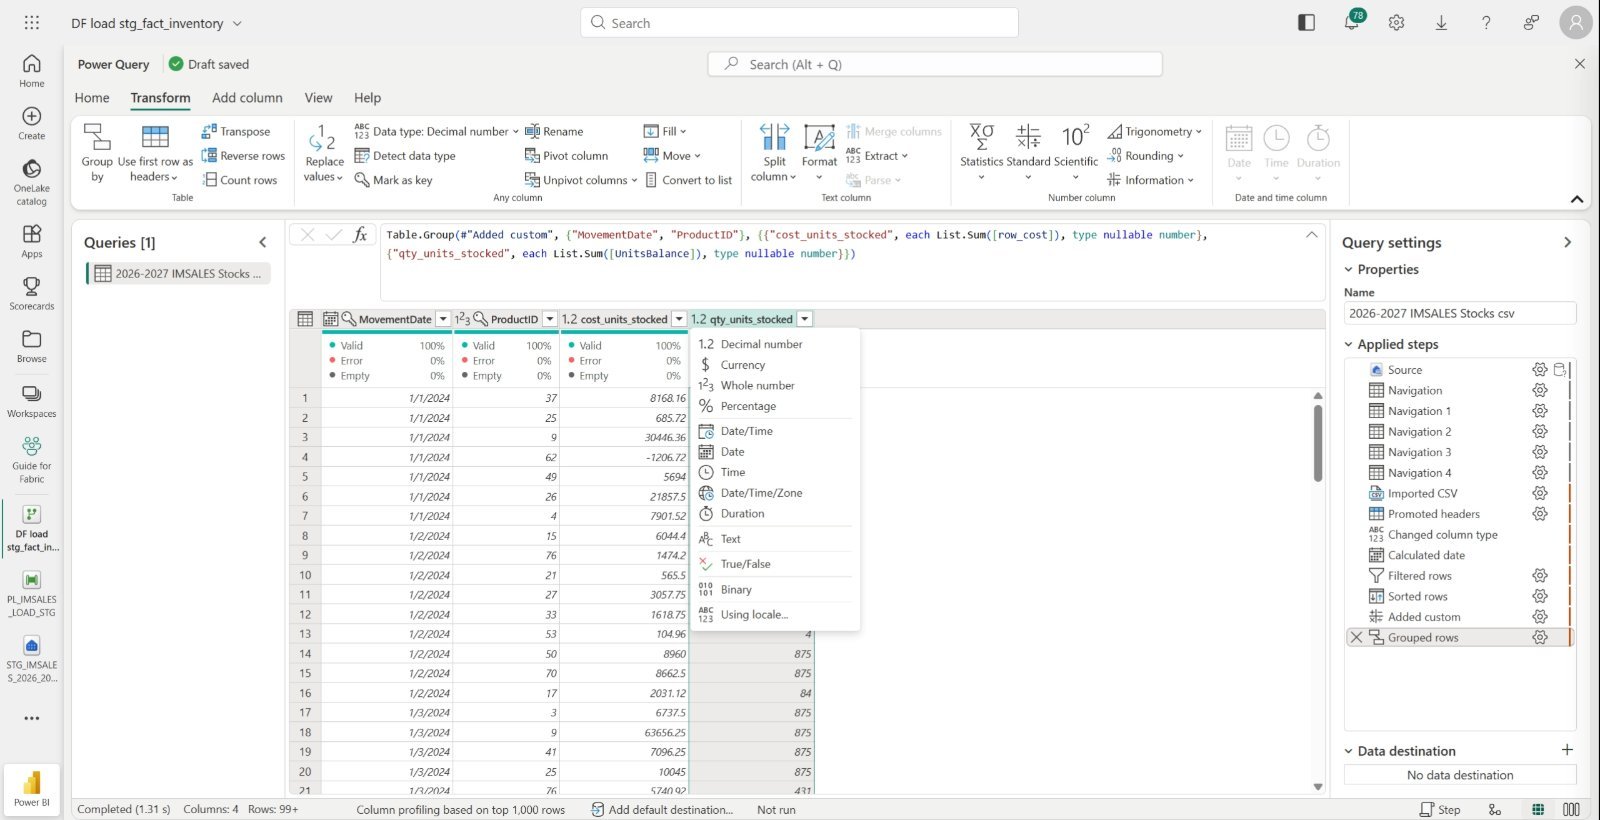 DF load stg_fact_inventory
Search
78
Power Query
Draft saved
Search (Alt + Q)
Home
Transform
Add column
View
Help
Group by
Use first row as headers
Transpose
Reverse rows
Count rows
Table
Replace values
Data type: Decimal number
Detect data type
Mark as key
Rename
Pivot column
Unpivot columns
Fill
Move
Convert to list
Any column
Split column
Format
Merge columns
Extract
Parse
Text column
Statistics
Standard
Scientific
Trigonometry
Rounding
Information
Number column
Date
Time
Duration
Date and time column
Home
Create
OneLake
catalog
Apps
Scorecards
Browse
Workspaces
Guide for
Fabric
DF load
stg_fact_in...
PL_IMSALES
_LOAD_STG
STG_IMSALE
S_2026_20...
Power BI
Queries [1]
2026-2027 IMSALES Stocks ...
Table.Group(#"Added custom", {"MovementDate", "ProductID"}, {{"cost_units_stocked", each List.Sum([row_cost]), type nullable number},
{"qty_units_stocked", each List.Sum([UnitsBalance]), type nullable number}})
MovementDate 1²3 ProductID 1.2 cost_units_stocked 1.2 qty_units_stocked
Valid 100% Valid 100% Valid 100%
Error 0% Error 0% Error 0%
Empty 0% Empty 0% Empty 0%
1 1/1/2024 37 8168.16
2 1/1/2024 25 685.72
3 1/1/2024 9 30446.36
4 1/1/2024 62 -1206.72
5 1/1/2024 49 5694
6 1/1/2024 26 21857.5
7 1/1/2024 4 7901.52
8 1/2/2024 15 6044.4
9 1/2/2024 76 1474.2
10 1/2/2024 21 565.5
11 1/2/2024 27 3057.75
12 1/2/2024 33 1618.75
13 1/2/2024 53 104.96 4
14 1/2/2024 50 8960 875
15 1/2/2024 70 8662.5 875
16 1/2/2024 17 2031.12 84
17 1/3/2024 3 6737.5 875
18 1/3/2024 9 63656.25 875
19 1/3/2024 41 7096.25 875
20 1/3/2024 25 10045 875
21 1/3/2024 76 5740.92 431
1.2 Decimal number
$ Currency
1²3 Whole number
% Percentage
Date/Time
Date
Time
Date/Time/Zone
Duration
ABC Text
True/False
Binary
ABC 123 Using locale...
Query settings
Properties
Name
2026-2027 IMSALES Stocks csv
Applied steps
Source
Navigation
Navigation 1
Navigation 2
Navigation 3
Navigation 4
Imported CSV
Promoted headers
Changed column type
Calculated date
Filtered rows
Sorted rows
Added custom
Grouped rows
Data destination
No data destination
Completed (1.31 s) Columns: 4 Rows: 99+
Column profiling based on top 1,000 rows
Add default destination...
Not run
Step